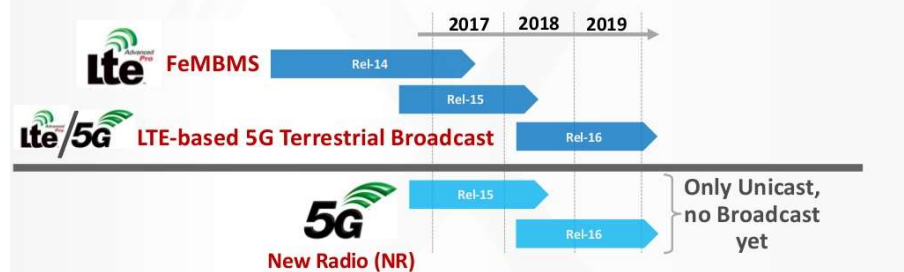 2017 2018 2019
Advanced
Pro
Lte
FeMBMS
Rel-14
Rel-15
Lte/5G
LTE-based 5G Terrestrial Broadcast
Rel-16
5G
Rel-15
Rel-16
New Radio (NR)
Only Unicast,
no Broadcast
yet